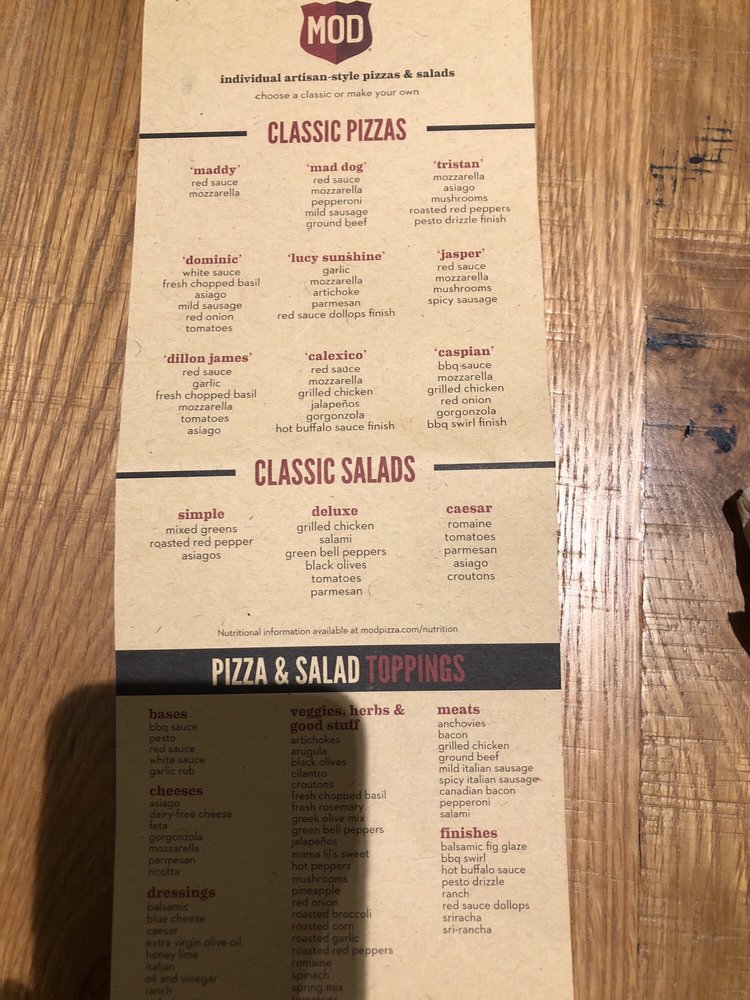 MOD
individual artisan-style pizzas & salads
choose a classic or make your own
CLASSIC PIZZAS
'maddy'
red sauce
mozzarella
'mad dog'
red sauce
mozzarella
pepperoni
mild sausage
ground beef
'tristan'
mozzarella
asiago
mushrooms
roasted red peppers
pesto drizzle finish
'dominic'
white sauce
fresh chopped basil
asiago
mild sausage
red onion
tomatoes
'lucy sunshine'
garlic
mozzarella
artichoke
parmesan
red sauce dollops finish
'jasper'
red sauce
mozzarella
mushrooms
spicy sausage
'dillon james'
red sauce
garlic
fresh chopped basil
mozzarella
tomatoes
asiago
'calexico'
red sauce
mozzarella
grilled chicken
jalapeños
gorgonzola
hot buffalo sauce finish
'caspian'
bbq sauce
mozzarella
grilled chicken
red onion
gorgonzola
bbq swirl finish
CLASSIC SALADS
simple
mixed greens
roasted red pepper
asiagos
deluxe
grilled chicken
salami
green bell peppers
black olives
tomatoes
parmesan
caesar
romaine
tomatoes
parmesan
asiago
croutons
Nutritional information available at modpizza.com/nutrition
PIZZA & SALAD TOPPINGS
bases
bbq sauce
pesto
red sauce
white sauce
garlic rub
cheeses
asiago
dairy-free cheese
feta
gorgonzola
mozzarella
parmesan
ricotta
dressings
balsamic
blue cheese
caesar
extra virgin olive oil
honey lime
italian
oil and vinegar
ranch
veggies, herbs &
good stuff
artichokes
arugula
black olives
cilantro
croutons
fresh chopped basil
fresh rosemary
greek olive mix
green bell peppers
jalapeños
mama lil's sweet
hot peppers
mushrooms
pineapple
red onion
roasted broccoli
roasted corn
roasted garlic
roasted red peppers
romaine
spinach
spring mix
tomatoes
meats
anchovies
bacon
grilled chicken
ground beef
mild italian sausage
spicy italian sausage
canadian bacon
pepperoni
salami
finishes
balsamic fig glaze
bbq swirl
hot buffalo sauce
pesto drizzle
ranch
red sauce dollops
sriracha
sri-rancha